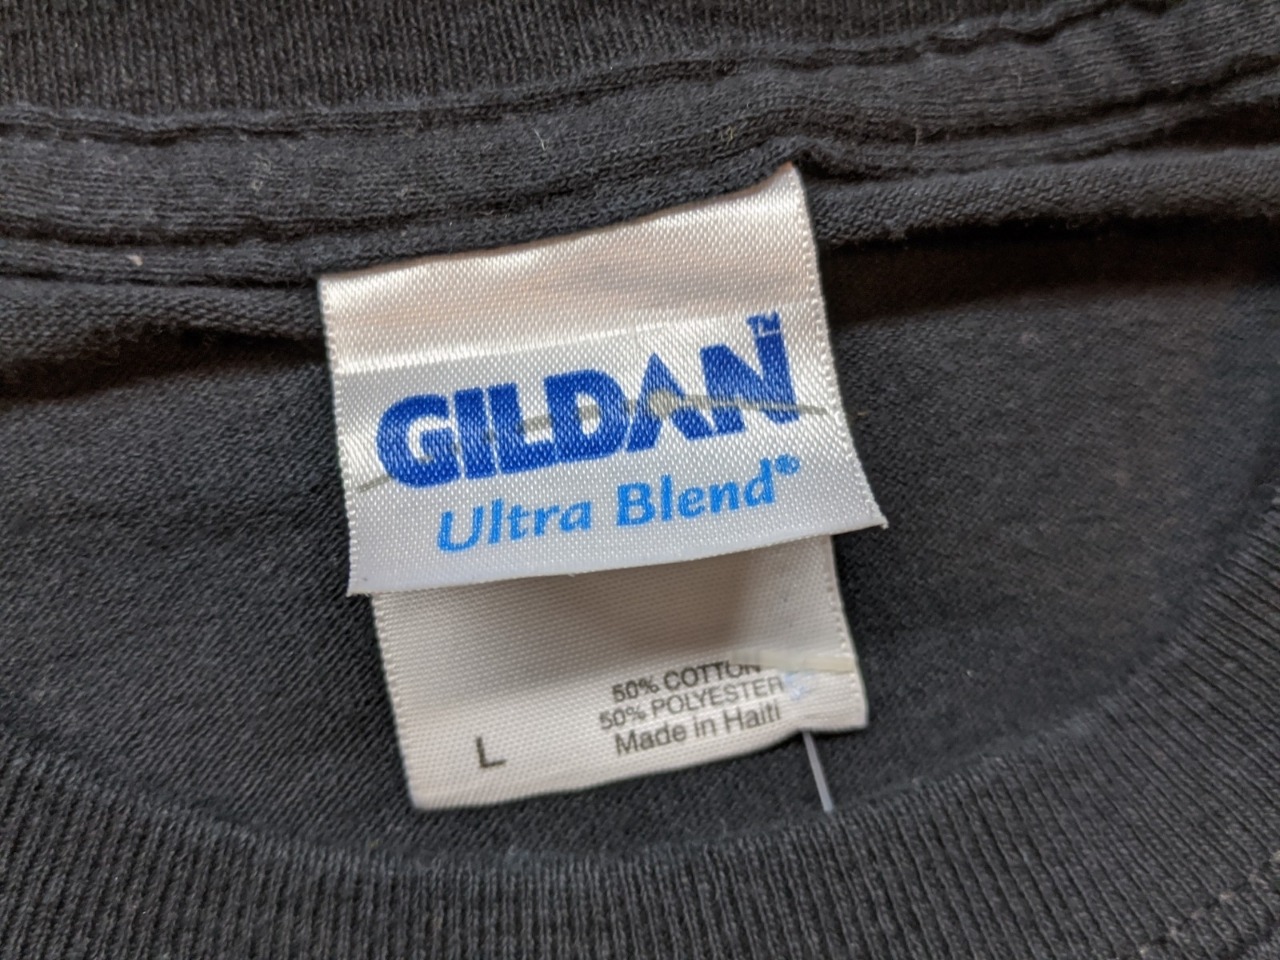 GILDAN™
Ultra Blend®
50% COTTON
50% POLYESTER
Made in Haiti
L